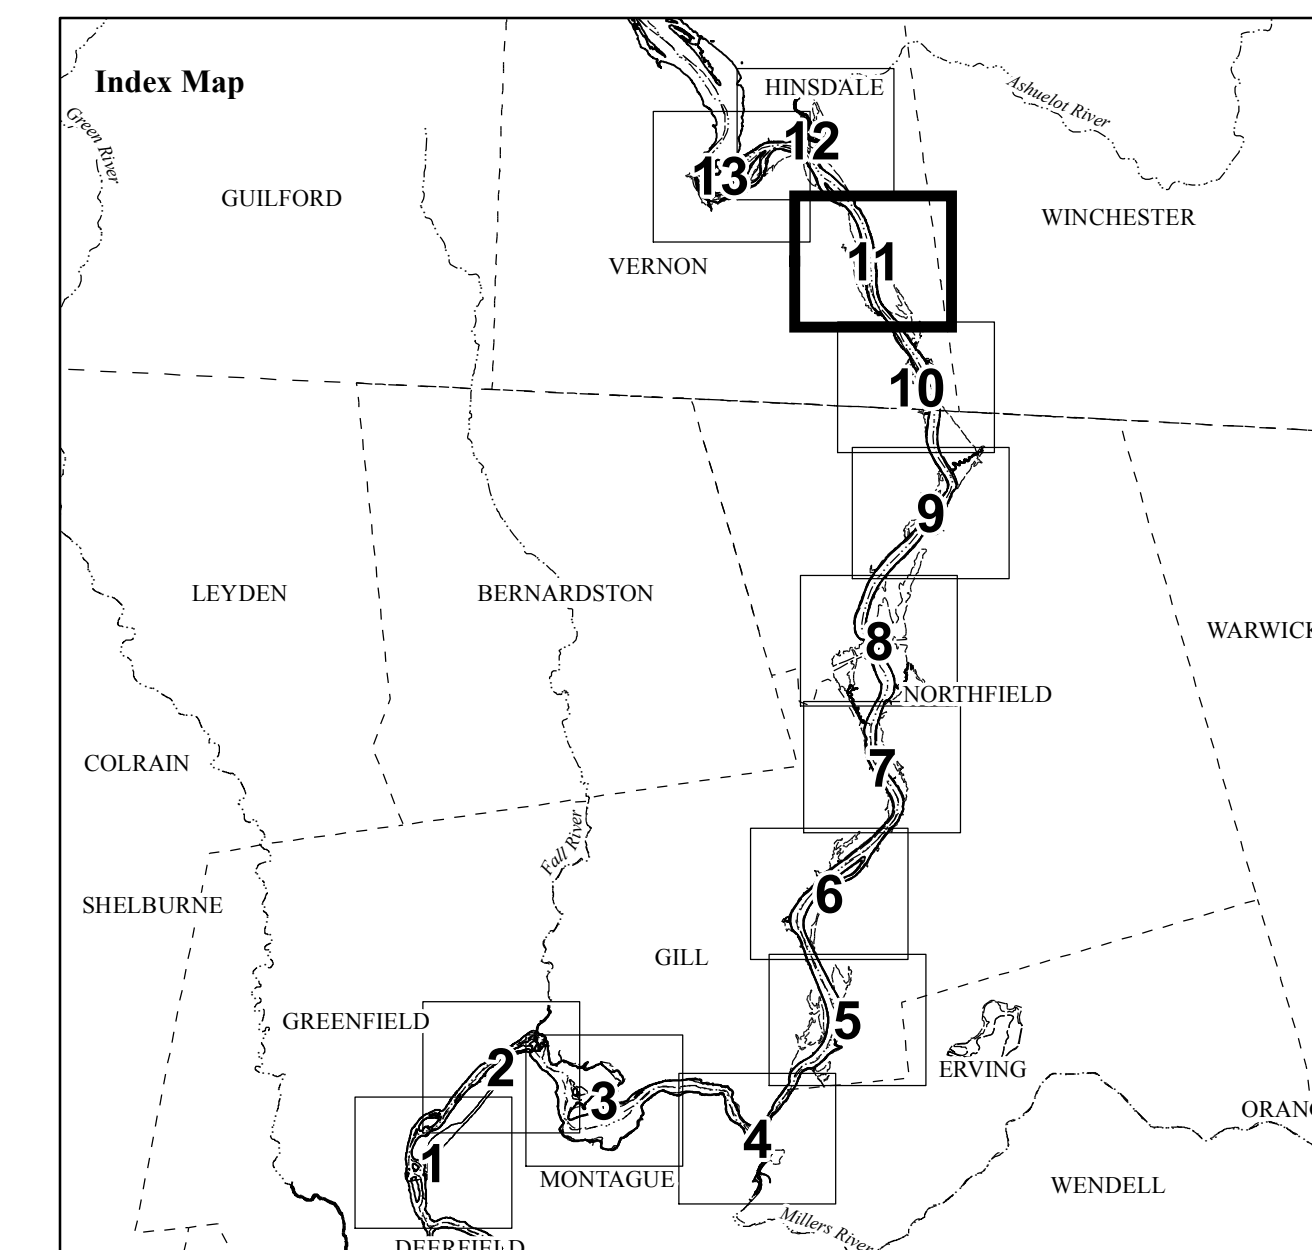 Index Map
HINSDALE
Ashuelot River
Green River
12
13
GUILFORD
WINCHESTER
VERNON
11
10
9
LEYDEN
BERNARDSTON
WARWICK
8
NORTHFIELD
COLRAIN
7
Fall River
6
SHELBURNE
GILL
5
GREENFIELD
2
ERVING
3
ORANG
4
1
MONTAGUE
WENDELL
Millers River
DEERFIELD